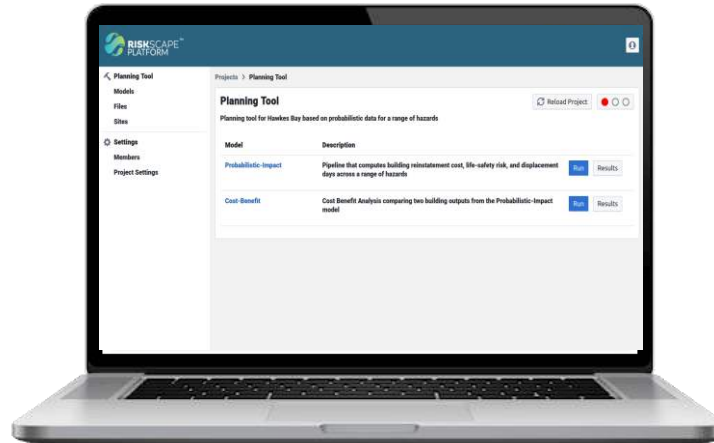 RISKSCAPE™
PLATFORM
Planning Tool
Models
Files
Sites
Settings
Members
Project Settings
Projects > Planning Tool
Planning Tool
Reload Project
Planning tool for Hawkes Bay based on probabilistic data for a range of hazards
Model Description
Probabilistic-Impact Pipeline that computes building reinstatement cost, life-safety risk, and displacement
days across a range of hazards
Run Results
Cost-Benefit Cost Benefit Analysis comparing two building outputs from the Probabilistic-Impact
model
Run Results